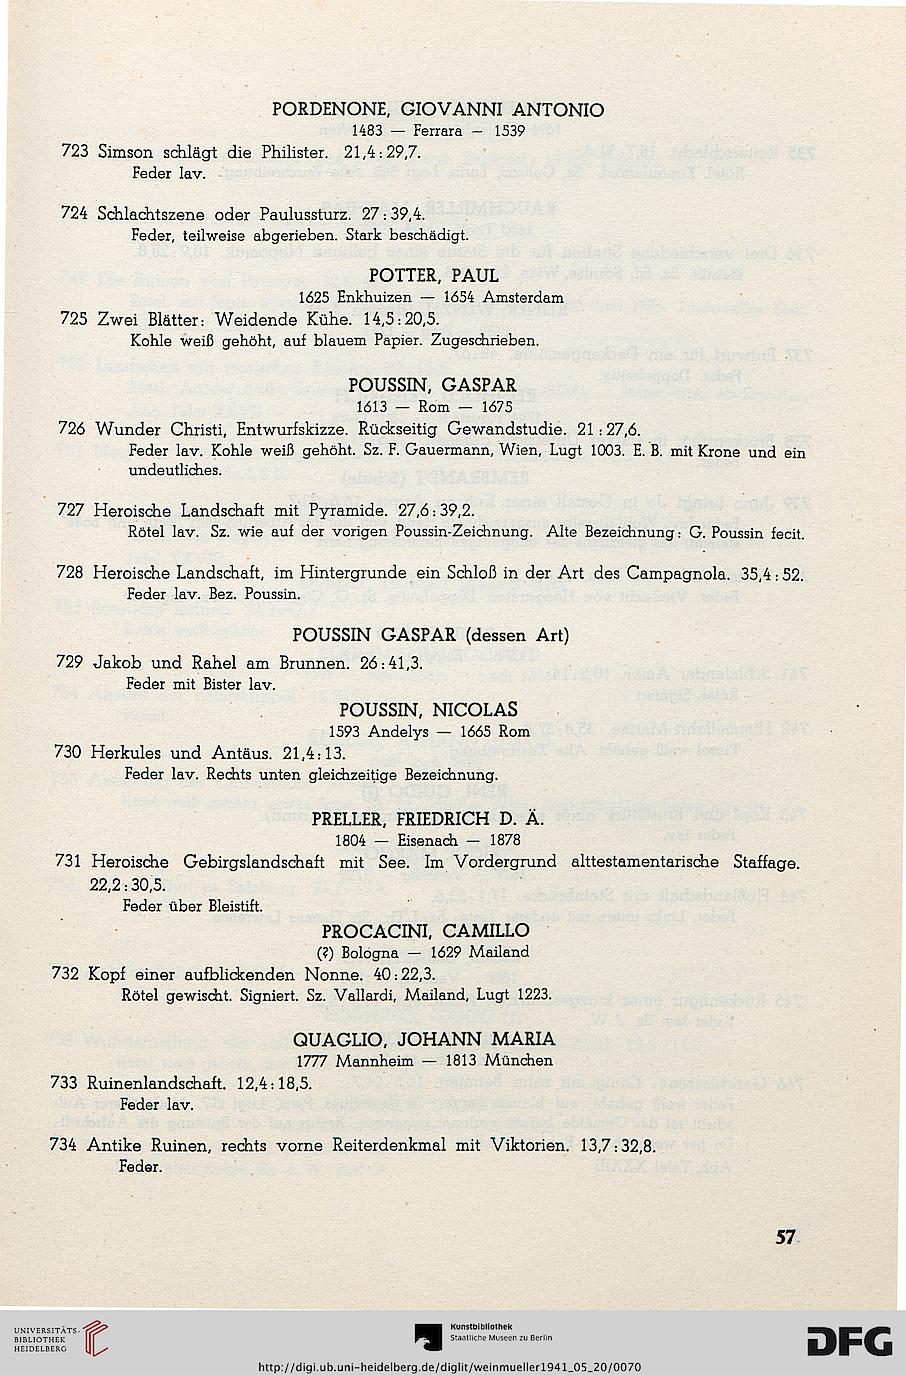 PORDENONE, GIOVANNI ANTONIO
1483 — Ferrara — 1539
723 Simson schlägt die Philister. 21,4:29,7.
Feder lav.
724 Schlachtszene oder Paulussturz. 27:39,4.
Feder, teilweise abgerieben. Stark beschädigt.
POTTER, PAUL
1625 Enkhuizen — 1654 Amsterdam
725 Zwei Blätter: Weidende Kühe. 14,5:20,5.
Kohle weiß gehöht, auf blauem Papier. Zugeschrieben.
POUSSIN, GASPAR
1613 — Rom — 1675
726 Wunder Christi, Entwurfskizze. Rückseitig Gewandstudie. 21:27,6.
Feder lav. Kohle weiß gehöht. Sz. F. Gauermann, Wien, Lugt 1003. E. B. mit Krone und ein
undeutliches.
727 Heroische Landschaft mit Pyramide. 27,6:39,2.
Rötel lav. Sz. wie auf der vorigen Poussin-Zeichnung. Alte Bezeichnung: G. Poussin fecit.
728 Heroische Landschaft, im Hintergrunde ein Schloß in der Art des Campagnola. 35,4:52.
Feder lav. Bez. Poussin.
POUSSIN GASPAR (dessen Art)
729 Jakob und Rahel am Brunnen. 26:41,3.
Feder mit Bister lav.
POUSSIN, NICOLAS
1593 Andelys — 1665 Rom
730 Herkules und Antäus. 21,4:13.
Feder lav. Rechts unten gleichzeitige Bezeichnung.
PRELLER, FRIEDRICH D. Ä.
1804 — Eisenach — 1878
731 Heroische Gebirgslandschaft mit See. Im Vordergrund alttestamentarische Staffage.
22,2:30,5.
Feder über Bleistift.
PROCACINI, CAMILLO
(?) Bologna — 1629 Mailand
732 Kopf einer aufblickenden Nonne. 40:22,3.
Rötel gewischt. Signiert. Sz. Vallardi, Mailand, Lugt 1223.
QUAGLIO, JOHANN MARIA
1777 Mannheim — 1813 München
733 Ruinenlandschaft. 12,4:18,5.
Feder lav.
734 Antike Ruinen, rechts vorne Reiterdenkmal mit Viktorien. 13,7:32,8.
Feder.
57
UNIVERSITÄTS-
BIBLIOTHEK
HEIDELBERG
Kunstbibliothek
Staatliche Museen zu Berlin
DFG
http://digi.ub.uni-heidelberg.de/diglit/weinmueller1941_05_20/0070